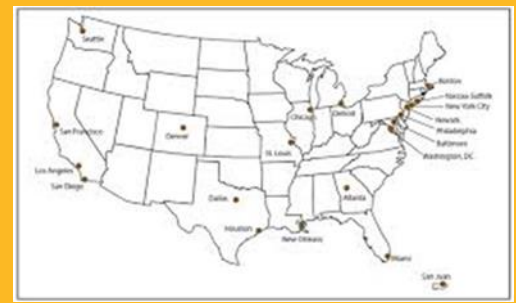 Seattle
Boston
Nassau-Suffolk
New York City
Newark
Philadelphia
Baltimore
Washington, DC
Chicago
Detroit
San Francisco
Denver
St. Louis
Los Angeles
San Diego
Dallas
Atlanta
Houston
New Orleans
Miami
San Juan